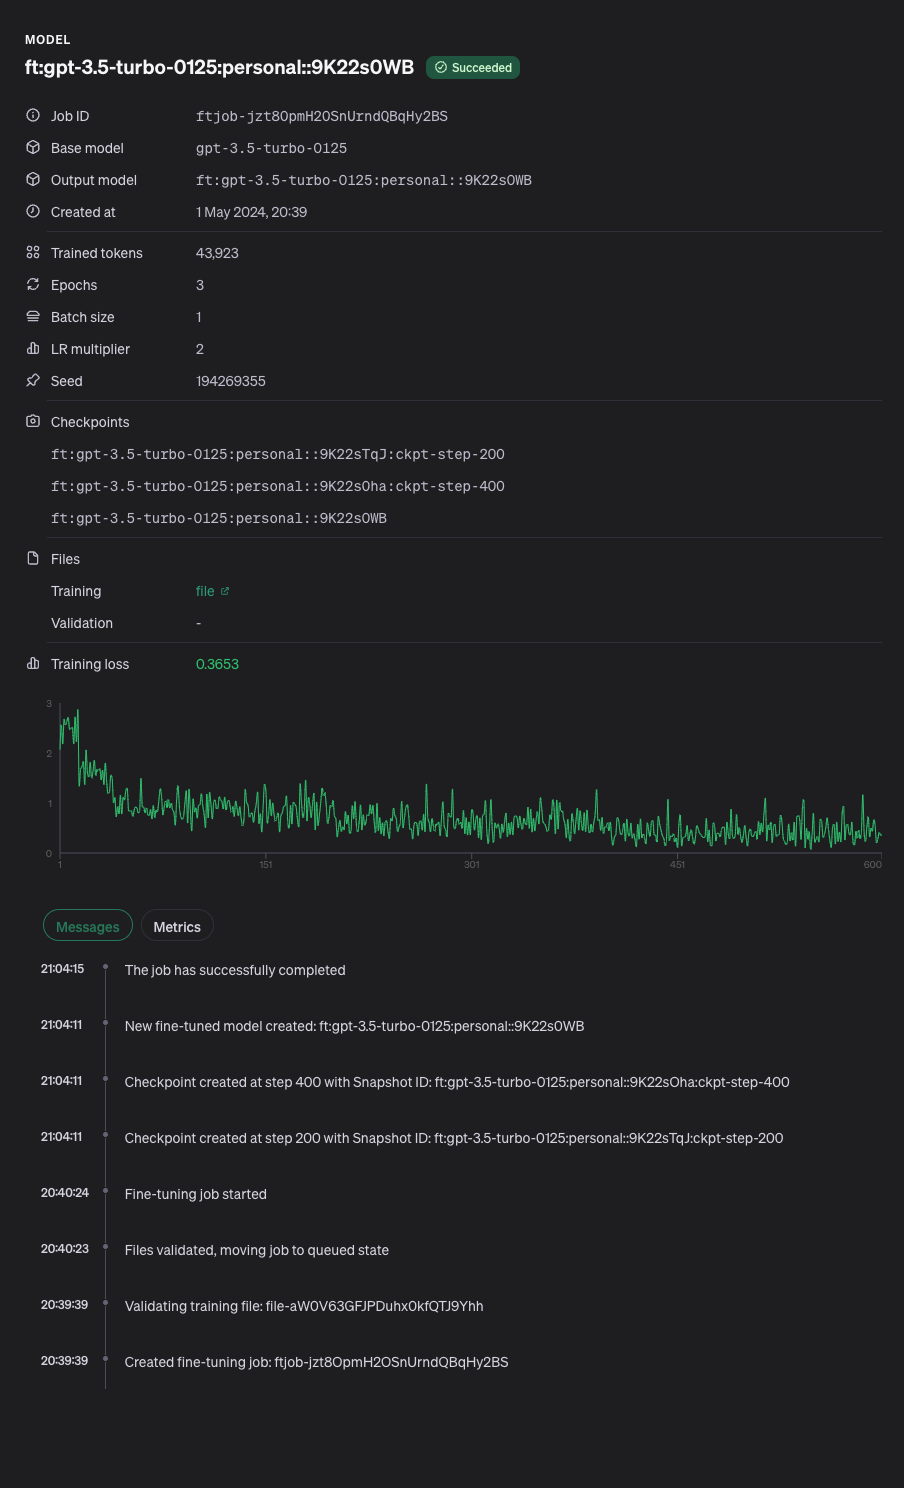 MODEL
ft:gpt-3.5-turbo-0125:personal::9K22s0WB Succeeded
Job ID ftjob-jzt8OpmH2OSnUrndQBqHy2BS
Base model gpt-3.5-turbo-0125
Output model ft:gpt-3.5-turbo-0125:personal::9K22s0WB
Created at 1 May 2024, 20:39
Trained tokens 43,923
Epochs 3
Batch size 1
LR multiplier 2
Seed 194269355
Checkpoints
ft:gpt-3.5-turbo-0125:personal::9K22sTqJ:ckpt-step-200
ft:gpt-3.5-turbo-0125:personal::9K22sOha:ckpt-step-400
ft:gpt-3.5-turbo-0125:personal::9K22s0WB
Files
Training file
Validation -
Training loss 0.3653
3
2
1
0
1 151 301 451 600
Messages Metrics
21:04:15 The job has successfully completed
21:04:11 New fine-tuned model created: ft:gpt-3.5-turbo-0125:personal::9K22s0WB
21:04:11 Checkpoint created at step 400 with Snapshot ID: ft:gpt-3.5-turbo-0125:personal::9K22sOha:ckpt-step-400
21:04:11 Checkpoint created at step 200 with Snapshot ID: ft:gpt-3.5-turbo-0125:personal::9K22sTqJ:ckpt-step-200
20:40:24 Fine-tuning job started
20:40:23 Files validated, moving job to queued state
20:39:39 Validating training file: file-aW0V63GFJPDuhx0kfQTJ9Yhh
20:39:39 Created fine-tuning job: ftjob-jzt8OpmH2OSnUrndQBqHy2BS